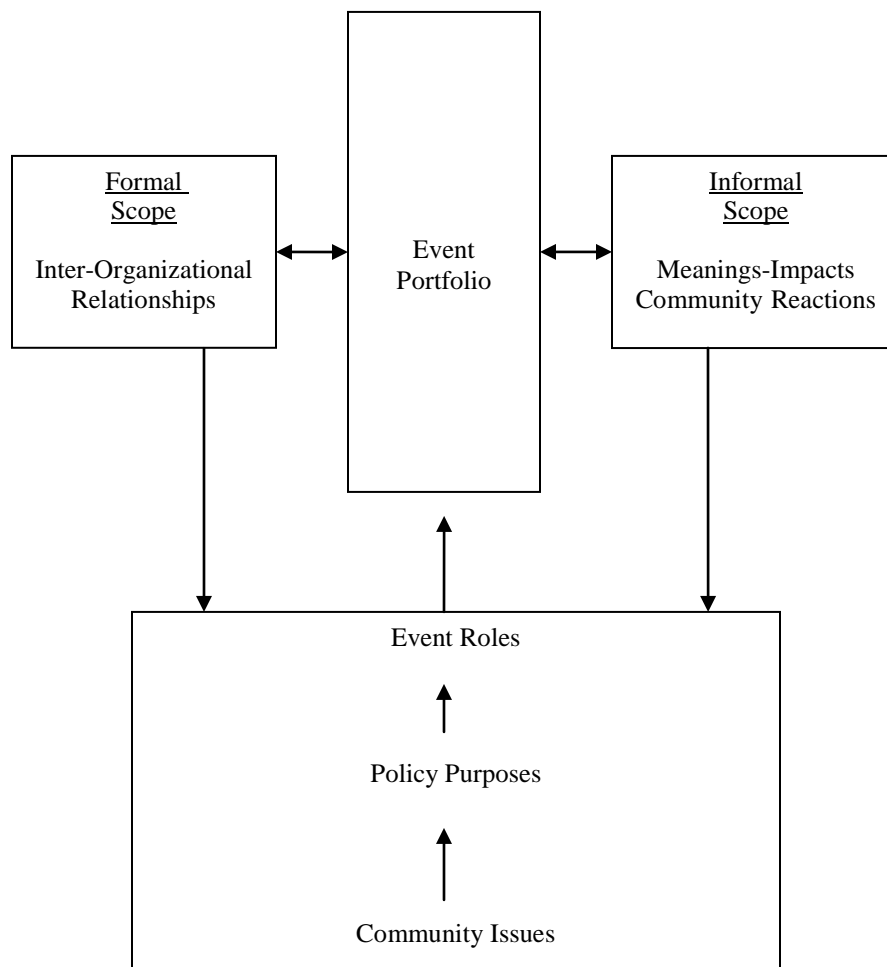 Formal
Scope
Inter-Organizational
Relationships
Event
Portfolio
Informal
Scope
Meanings-Impacts
Community Reactions
Event Roles
Policy Purposes
Community Issues